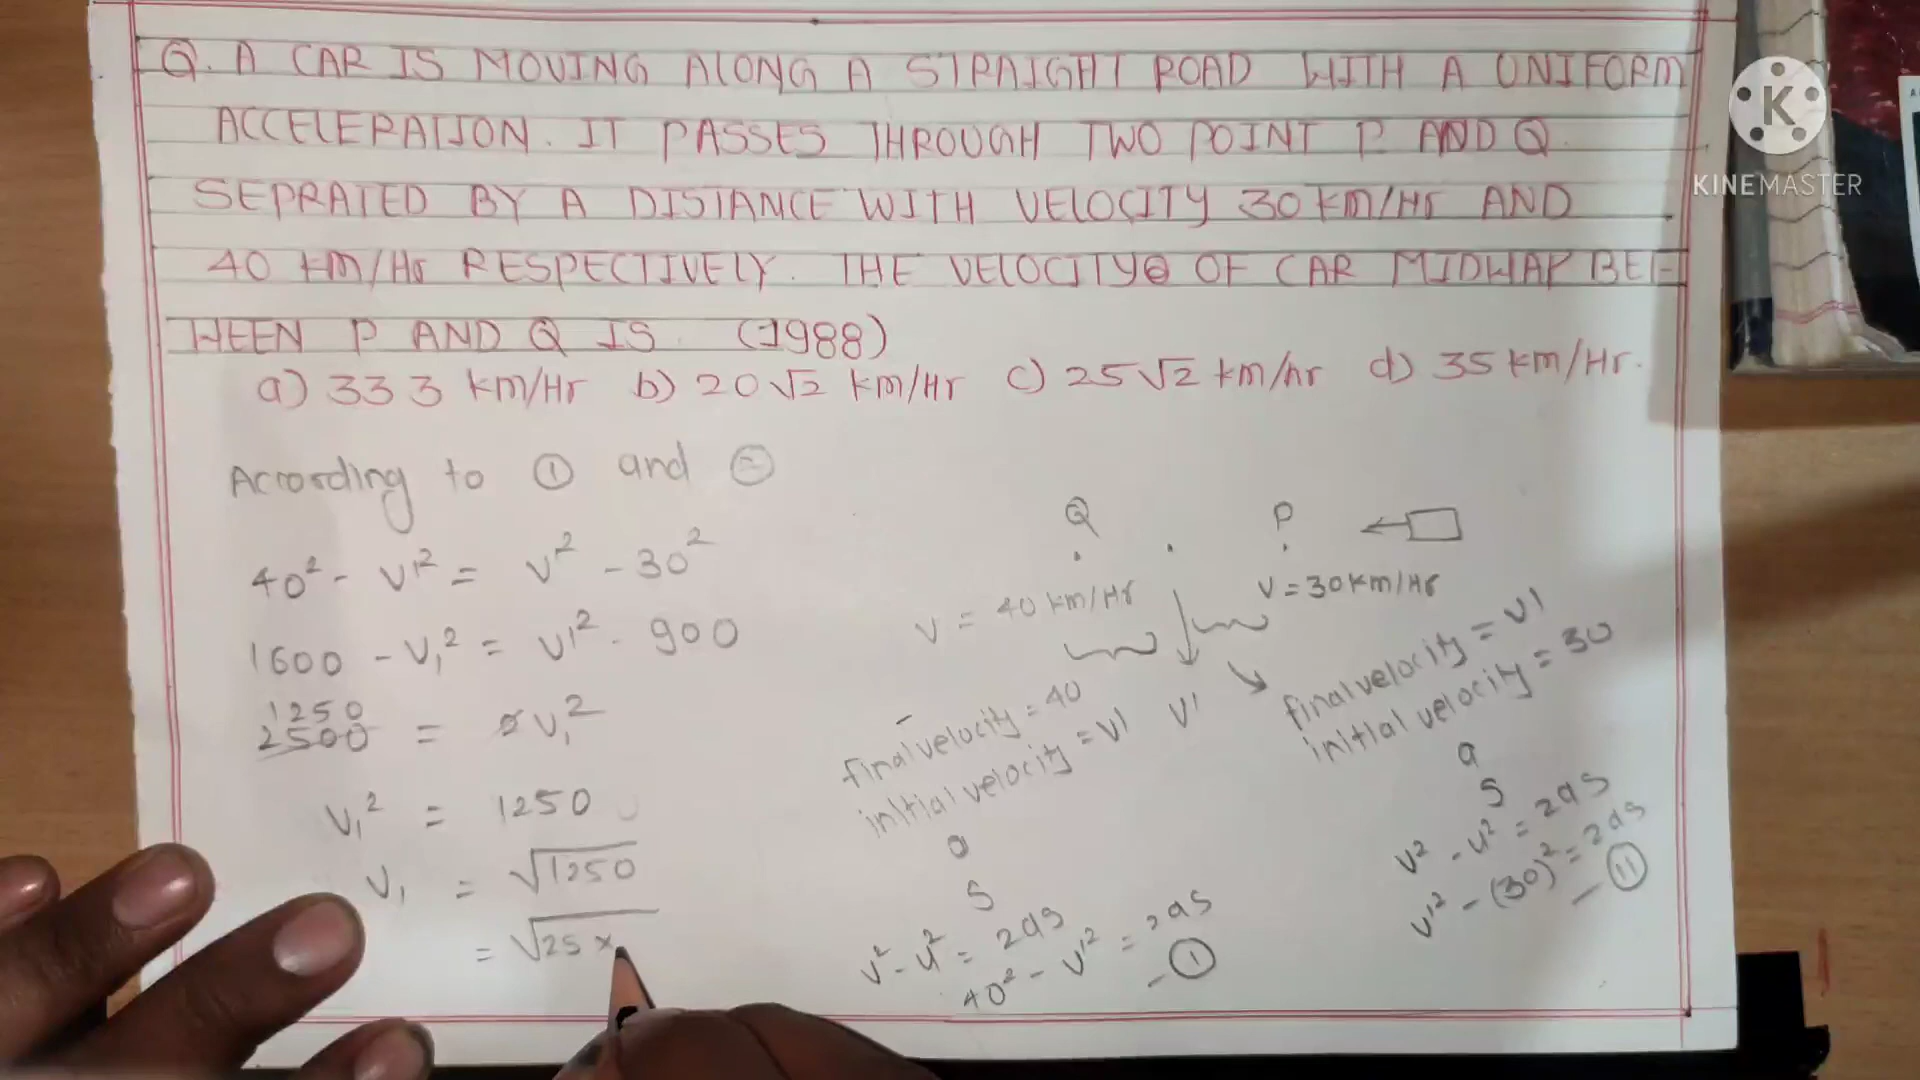 Q. A CAR IS MOVING ALONG A STRAIGHT ROAD WITH A UNIFORM
ACCELERATION. IT PASSES THROUGH TWO POINT P AND Q
SEPRATED BY A DISTANCE WITH VELOCITY 30 KM/Hr AND
40 KM/Hr RESPECTIVELY. THE VELOCITY OF CAR MIDWAP BET-
WEEN P AND Q IS. (1988)
a) 33 3 KM/Hr b) 20√2 KM/Hr c) 25√2 km/hr d) 35 km/Hr.
According to ① and
40² - V'² = V² - 30²
1600 - V₁² = V'² - 900
1250
2500 = 2V₁²
V₁² = 1250
V₁ = √1250
= √25 x
Q P
V = 40 KM/Hr V = 30 KM/Hr
V'
final velocity = 40
initial velocity = V'
a
S
V² - u² = 2as
40² - V'² = 2as
- ①
final velocity = V'
initial velocity = 30
a
S
V² - u² = 2as
V'² - (30)² = 2as
- ⑪
K
KINEMASTER